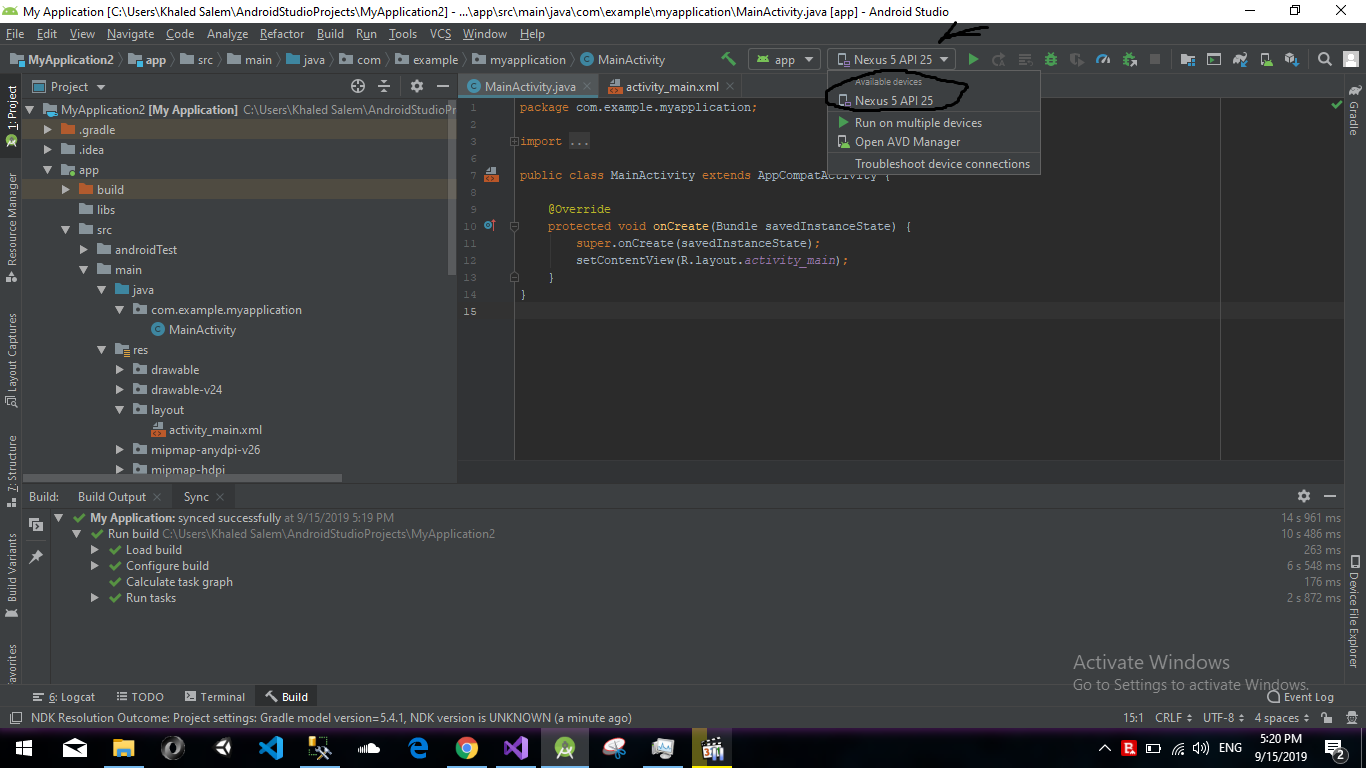 My Application [C:\Users\Khaled Salem\AndroidStudioProjects\MyApplication2] - ...\app\src\main\java\com\example\myapplication\MainActivity.java [app] - Android Studio
File Edit View Navigate Code Analyze Refactor Build Run Tools VCS Window Help
MyApplication2 app src main java com example myapplication MainActivity app Nexus 5 API 25
Project MainActivity.java activity_main.xml
Available devices
Nexus 5 API 25
Run on multiple devices
Open AVD Manager
Troubleshoot device connections
1: Project
Resource Manager
Layout Captures
7: Structure
Build Variants
avorites
MyApplication2 [My Application] C:\Users\Khaled Salem\AndroidStudioPr
.gradle
.idea
app
build
libs
src
androidTest
main
java
com.example.myapplication
MainActivity
res
drawable
drawable-v24
layout
activity_main.xml
mipmap-anydpi-v26
mipmap-hdpi
1 package com.example.myapplication;
2
3 import ...
6
7 public class MainActivity extends AppCompatActivity {
8
9 @Override
10 protected void onCreate(Bundle savedInstanceState) {
11 super.onCreate(savedInstanceState);
12 setContentView(R.layout.activity_main);
13 }
14 }
15
Gradle
Device File Explorer
Build: Build Output Sync
My Application: synced successfully at 9/15/2019 5:19 PM 14 s 961 ms
Run build C:\Users\Khaled Salem\AndroidStudioProjects\MyApplication2 10 s 486 ms
Load build 263 ms
Configure build 6 s 548 ms
Calculate task graph 176 ms
Run tasks 2 s 872 ms
Activate Windows
Go to Settings to activate Windows.
6: Logcat TODO Terminal Build Event Log
NDK Resolution Outcome: Project settings: Gradle model version=5.4.1, NDK version is UNKNOWN (a minute ago) 15:1 CRLF UTF-8 4 spaces
ENG 5:20 PM
9/15/2019
2